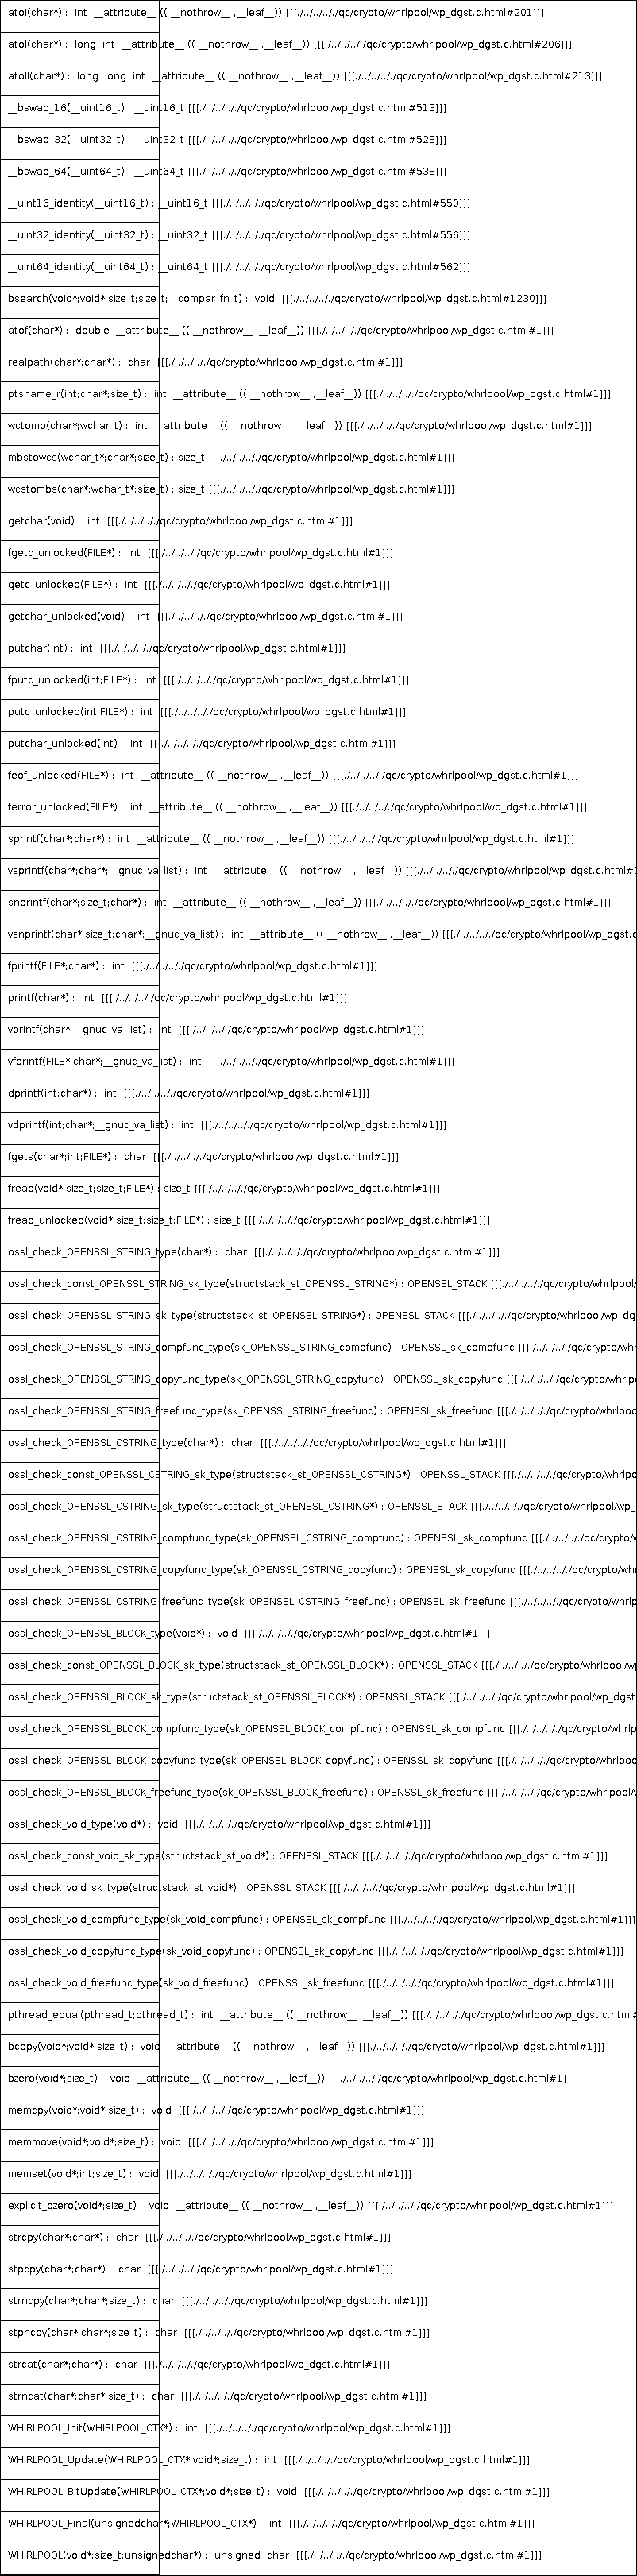 atoi(char*) : int __attribute__ (( __nothrow__ ,__leaf__)) [[[./../../../../qc/crypto/whrlpool/wp_dgst.c.html#201]]]
atol(char*) : long int __attribute__ (( __nothrow__ ,__leaf__)) [[[./../../../../qc/crypto/whrlpool/wp_dgst.c.html#206]]]
atoll(char*) : long long int __attribute__ (( __nothrow__ ,__leaf__)) [[[./../../../../qc/crypto/whrlpool/wp_dgst.c.html#213]]]
__bswap_16(__uint16_t) : __uint16_t [[[./../../../../qc/crypto/whrlpool/wp_dgst.c.html#513]]]
__bswap_32(__uint32_t) : __uint32_t [[[./../../../../qc/crypto/whrlpool/wp_dgst.c.html#528]]]
__bswap_64(__uint64_t) : __uint64_t [[[./../../../../qc/crypto/whrlpool/wp_dgst.c.html#538]]]
__uint16_identity(__uint16_t) : __uint16_t [[[./../../../../qc/crypto/whrlpool/wp_dgst.c.html#550]]]
__uint32_identity(__uint32_t) : __uint32_t [[[./../../../../qc/crypto/whrlpool/wp_dgst.c.html#556]]]
__uint64_identity(__uint64_t) : __uint64_t [[[./../../../../qc/crypto/whrlpool/wp_dgst.c.html#562]]]
bsearch(void*;void*;size_t;size_t;__compar_fn_t) : void [[[./../../../../qc/crypto/whrlpool/wp_dgst.c.html#1230]]]
atof(char*) : double __attribute__ (( __nothrow__ ,__leaf__)) [[[./../../../../qc/crypto/whrlpool/wp_dgst.c.html#1]]]
realpath(char*;char*) : char [[[./../../../../qc/crypto/whrlpool/wp_dgst.c.html#1]]]
ptsname_r(int;char*;size_t) : int __attribute__ (( __nothrow__ ,__leaf__)) [[[./../../../../qc/crypto/whrlpool/wp_dgst.c.html#1]]]
wctomb(char*;wchar_t) : int __attribute__ (( __nothrow__ ,__leaf__)) [[[./../../../../qc/crypto/whrlpool/wp_dgst.c.html#1]]]
mbstowcs(wchar_t*;char*;size_t) : size_t [[[./../../../../qc/crypto/whrlpool/wp_dgst.c.html#1]]]
wcstombs(char*;wchar_t*;size_t) : size_t [[[./../../../../qc/crypto/whrlpool/wp_dgst.c.html#1]]]
getchar(void) : int [[[./../../../../qc/crypto/whrlpool/wp_dgst.c.html#1]]]
fgetc_unlocked(FILE*) : int [[[./../../../../qc/crypto/whrlpool/wp_dgst.c.html#1]]]
getc_unlocked(FILE*) : int [[[./../../../../qc/crypto/whrlpool/wp_dgst.c.html#1]]]
getchar_unlocked(void) : int [[[./../../../../qc/crypto/whrlpool/wp_dgst.c.html#1]]]
putchar(int) : int [[[./../../../../qc/crypto/whrlpool/wp_dgst.c.html#1]]]
fputc_unlocked(int;FILE*) : int [[[./../../../../qc/crypto/whrlpool/wp_dgst.c.html#1]]]
putc_unlocked(int;FILE*) : int [[[./../../../../qc/crypto/whrlpool/wp_dgst.c.html#1]]]
putchar_unlocked(int) : int [[[./../../../../qc/crypto/whrlpool/wp_dgst.c.html#1]]]
feof_unlocked(FILE*) : int __attribute__ (( __nothrow__ ,__leaf__)) [[[./../../../../qc/crypto/whrlpool/wp_dgst.c.html#1]]]
ferror_unlocked(FILE*) : int __attribute__ (( __nothrow__ ,__leaf__)) [[[./../../../../qc/crypto/whrlpool/wp_dgst.c.html#1]]]
sprintf(char*;char*) : int __attribute__ (( __nothrow__ ,__leaf__)) [[[./../../../../qc/crypto/whrlpool/wp_dgst.c.html#1]]]
vsprintf(char*;char*;__gnuc_va_list) : int __attribute__ (( __nothrow__ ,__leaf__)) [[[./../../../../qc/crypto/whrlpool/wp_dgst.c.html#1
snprintf(char*;size_t;char*) : int __attribute__ (( __nothrow__ ,__leaf__)) [[[./../../../../qc/crypto/whrlpool/wp_dgst.c.html#1]]]
vsnprintf(char*;size_t;char*;__gnuc_va_list) : int __attribute__ (( __nothrow__ ,__leaf__)) [[[./../../../../qc/crypto/whrlpool/wp_dgst.c
fprintf(FILE*;char*) : int [[[./../../../../qc/crypto/whrlpool/wp_dgst.c.html#1]]]
printf(char*) : int [[[./../../../../qc/crypto/whrlpool/wp_dgst.c.html#1]]]
vprintf(char*;__gnuc_va_list) : int [[[./../../../../qc/crypto/whrlpool/wp_dgst.c.html#1]]]
vfprintf(FILE*;char*;__gnuc_va_list) : int [[[./../../../../qc/crypto/whrlpool/wp_dgst.c.html#1]]]
dprintf(int;char*) : int [[[./../../../../qc/crypto/whrlpool/wp_dgst.c.html#1]]]
vdprintf(int;char*;__gnuc_va_list) : int [[[./../../../../qc/crypto/whrlpool/wp_dgst.c.html#1]]]
fgets(char*;int;FILE*) : char [[[./../../../../qc/crypto/whrlpool/wp_dgst.c.html#1]]]
fread(void*;size_t;size_t;FILE*) : size_t [[[./../../../../qc/crypto/whrlpool/wp_dgst.c.html#1]]]
fread_unlocked(void*;size_t;size_t;FILE*) : size_t [[[./../../../../qc/crypto/whrlpool/wp_dgst.c.html#1]]]
ossl_check_OPENSSL_STRING_type(char*) : char [[[./../../../../qc/crypto/whrlpool/wp_dgst.c.html#1]]]
ossl_check_const_OPENSSL_STRING_sk_type(structstack_st_OPENSSL_STRING*) : OPENSSL_STACK [[[./../../../../qc/crypto/whrlpool/
ossl_check_OPENSSL_STRING_sk_type(structstack_st_OPENSSL_STRING*) : OPENSSL_STACK [[[./../../../../qc/crypto/whrlpool/wp_dg
ossl_check_OPENSSL_STRING_compfunc_type(sk_OPENSSL_STRING_compfunc) : OPENSSL_sk_compfunc [[[./../../../../qc/crypto/whr
ossl_check_OPENSSL_STRING_copyfunc_type(sk_OPENSSL_STRING_copyfunc) : OPENSSL_sk_copyfunc [[[./../../../../qc/crypto/whrlp
ossl_check_OPENSSL_STRING_freefunc_type(sk_OPENSSL_STRING_freefunc) : OPENSSL_sk_freefunc [[[./../../../../qc/crypto/whrlpoo
ossl_check_OPENSSL_CSTRING_type(char*) : char [[[./../../../../qc/crypto/whrlpool/wp_dgst.c.html#1]]]
ossl_check_const_OPENSSL_CSTRING_sk_type(structstack_st_OPENSSL_CSTRING*) : OPENSSL_STACK [[[./../../../../qc/crypto/whrlpo
ossl_check_OPENSSL_CSTRING_sk_type(structstack_st_OPENSSL_CSTRING*) : OPENSSL_STACK [[[./../../../../qc/crypto/whrlpool/wp_
ossl_check_OPENSSL_CSTRING_compfunc_type(sk_OPENSSL_CSTRING_compfunc) : OPENSSL_sk_compfunc [[[./../../../../qc/crypto/w
ossl_check_OPENSSL_CSTRING_copyfunc_type(sk_OPENSSL_CSTRING_copyfunc) : OPENSSL_sk_copyfunc [[[./../../../../qc/crypto/wh
ossl_check_OPENSSL_CSTRING_freefunc_type(sk_OPENSSL_CSTRING_freefunc) : OPENSSL_sk_freefunc [[[./../../../../qc/crypto/whrlp
ossl_check_OPENSSL_BLOCK_type(void*) : void [[[./../../../../qc/crypto/whrlpool/wp_dgst.c.html#1]]]
ossl_check_const_OPENSSL_BLOCK_sk_type(structstack_st_OPENSSL_BLOCK*) : OPENSSL_STACK [[[./../../../../qc/crypto/whrlpool/w
ossl_check_OPENSSL_BLOCK_sk_type(structstack_st_OPENSSL_BLOCK*) : OPENSSL_STACK [[[./../../../../qc/crypto/whrlpool/wp_dgst
ossl_check_OPENSSL_BLOCK_compfunc_type(sk_OPENSSL_BLOCK_compfunc) : OPENSSL_sk_compfunc [[[./../../../../qc/crypto/whrlp
ossl_check_OPENSSL_BLOCK_copyfunc_type(sk_OPENSSL_BLOCK_copyfunc) : OPENSSL_sk_copyfunc [[[./../../../../qc/crypto/whrlpo
ossl_check_OPENSSL_BLOCK_freefunc_type(sk_OPENSSL_BLOCK_freefunc) : OPENSSL_sk_freefunc [[[./../../../../qc/crypto/whrlpool/
ossl_check_void_type(void*) : void [[[./../../../../qc/crypto/whrlpool/wp_dgst.c.html#1]]]
ossl_check_const_void_sk_type(structstack_st_void*) : OPENSSL_STACK [[[./../../../../qc/crypto/whrlpool/wp_dgst.c.html#1]]]
ossl_check_void_sk_type(structstack_st_void*) : OPENSSL_STACK [[[./../../../../qc/crypto/whrlpool/wp_dgst.c.html#1]]]
ossl_check_void_compfunc_type(sk_void_compfunc) : OPENSSL_sk_compfunc [[[./../../../../qc/crypto/whrlpool/wp_dgst.c.html#1]]]
ossl_check_void_copyfunc_type(sk_void_copyfunc) : OPENSSL_sk_copyfunc [[[./../../../../qc/crypto/whrlpool/wp_dgst.c.html#1]]]
ossl_check_void_freefunc_type(sk_void_freefunc) : OPENSSL_sk_freefunc [[[./../../../../qc/crypto/whrlpool/wp_dgst.c.html#1]]]
pthread_equal(pthread_t;pthread_t) : int __attribute__ (( __nothrow__ ,__leaf__)) [[[./../../../../qc/crypto/whrlpool/wp_dgst.c.html#
bcopy(void*;void*;size_t) : void __attribute__ (( __nothrow__ ,__leaf__)) [[[./../../../../qc/crypto/whrlpool/wp_dgst.c.html#1]]]
bzero(void*;size_t) : void __attribute__ (( __nothrow__ ,__leaf__)) [[[./../../../../qc/crypto/whrlpool/wp_dgst.c.html#1]]]
memcpy(void*;void*;size_t) : void [[[./../../../../qc/crypto/whrlpool/wp_dgst.c.html#1]]]
memmove(void*;void*;size_t) : void [[[./../../../../qc/crypto/whrlpool/wp_dgst.c.html#1]]]
memset(void*;int;size_t) : void [[[./../../../../qc/crypto/whrlpool/wp_dgst.c.html#1]]]
explicit_bzero(void*;size_t) : void __attribute__ (( __nothrow__ ,__leaf__)) [[[./../../../../qc/crypto/whrlpool/wp_dgst.c.html#1]]]
strcpy(char*;char*) : char [[[./../../../../qc/crypto/whrlpool/wp_dgst.c.html#1]]]
stpcpy(char*;char*) : char [[[./../../../../qc/crypto/whrlpool/wp_dgst.c.html#1]]]
strncpy(char*;char*;size_t) : char [[[./../../../../qc/crypto/whrlpool/wp_dgst.c.html#1]]]
stpncpy(char*;char*;size_t) : char [[[./../../../../qc/crypto/whrlpool/wp_dgst.c.html#1]]]
strcat(char*;char*) : char [[[./../../../../qc/crypto/whrlpool/wp_dgst.c.html#1]]]
strncat(char*;char*;size_t) : char [[[./../../../../qc/crypto/whrlpool/wp_dgst.c.html#1]]]
WHIRLPOOL_Init(WHIRLPOOL_CTX*) : int [[[./../../../../qc/crypto/whrlpool/wp_dgst.c.html#1]]]
WHIRLPOOL_Update(WHIRLPOOL_CTX*;void*;size_t) : int [[[./../../../../qc/crypto/whrlpool/wp_dgst.c.html#1]]]
WHIRLPOOL_BitUpdate(WHIRLPOOL_CTX*;void*;size_t) : void [[[./../../../../qc/crypto/whrlpool/wp_dgst.c.html#1]]]
WHIRLPOOL_Final(unsignedchar*;WHIRLPOOL_CTX*) : int [[[./../../../../qc/crypto/whrlpool/wp_dgst.c.html#1]]]
WHIRLPOOL(void*;size_t;unsignedchar*) : unsigned char [[[./../../../../qc/crypto/whrlpool/wp_dgst.c.html#1]]]